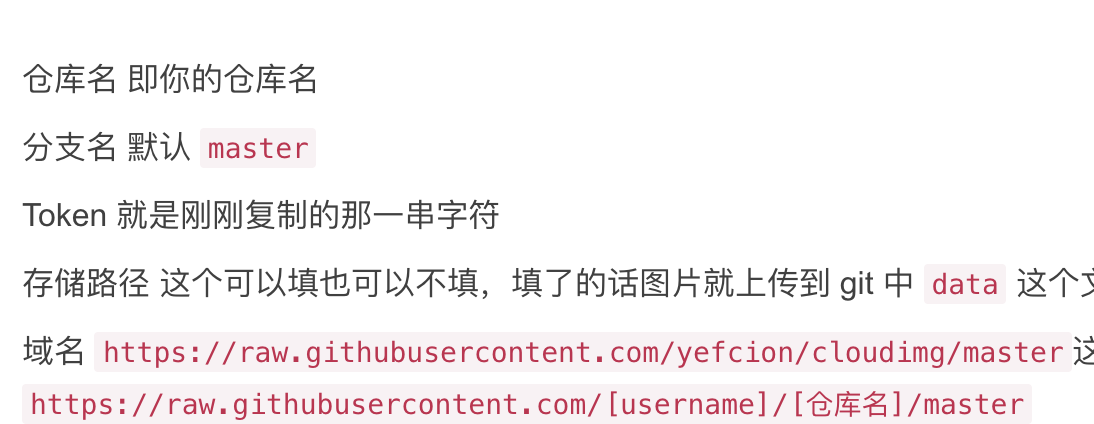 仓库名 即你的仓库名
分支名 默认 master
Token 就是刚刚复制的那一串字符
存储路径 这个可以填也可以不填，填了的话图片就上传到 git 中 data 这个
域名 https://raw.githubusercontent.com/yefcion/cloudimg/master
https://raw.githubusercontent.com/[username]/[仓库名]/master